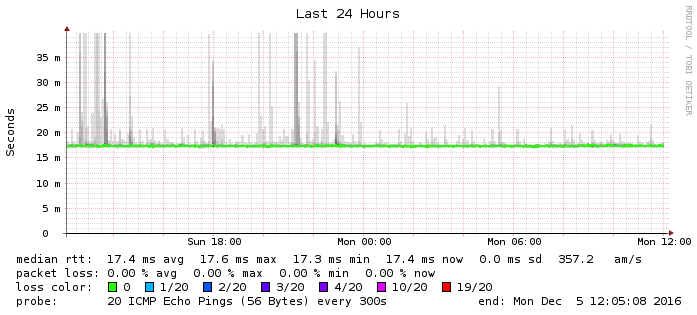 Last 24 Hours
RRDTOOL / TOBI OETIKER
Seconds
35 m
30 m
25 m
20 m
15 m
10 m
5 m
0
Sun 18:00 Mon 00:00 Mon 06:00 Mon 12:00
median rtt: 17.4 ms avg 17.6 ms max 17.3 ms min 17.4 ms now 0.0 ms sd 357.2 am/s
packet loss: 0.00 % avg 0.00 % max 0.00 % min 0.00 % now
loss color: 0 1/20 2/20 3/20 4/20 10/20 19/20
probe: 20 ICMP Echo Pings (56 Bytes) every 300s end: Mon Dec 5 12:05:08 2016